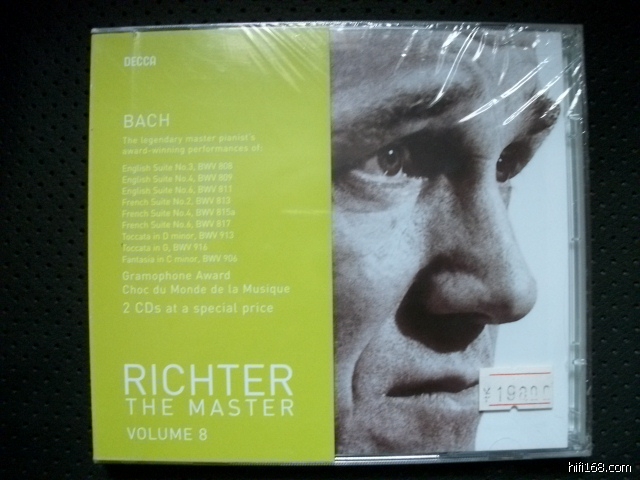 DECCA
BACH
The legendary master pianist's
award-winning performances of:
English Suite No.3, BWV 808
English Suite No.4, BWV 809
English Suite No.6, BWV 811
French Suite No.2, BWV 813
French Suite No.4, BWV 815a
French Suite No.6, BWV 817
Toccata in D minor, BWV 913
Toccata in G, BWV 916
Fantasia in C minor, BWV 906
Gramophone Award
Choc du Monde de la Musique
2 CDs at a special price
RICHTER
THE MASTER
VOLUME 8
hifi168.com